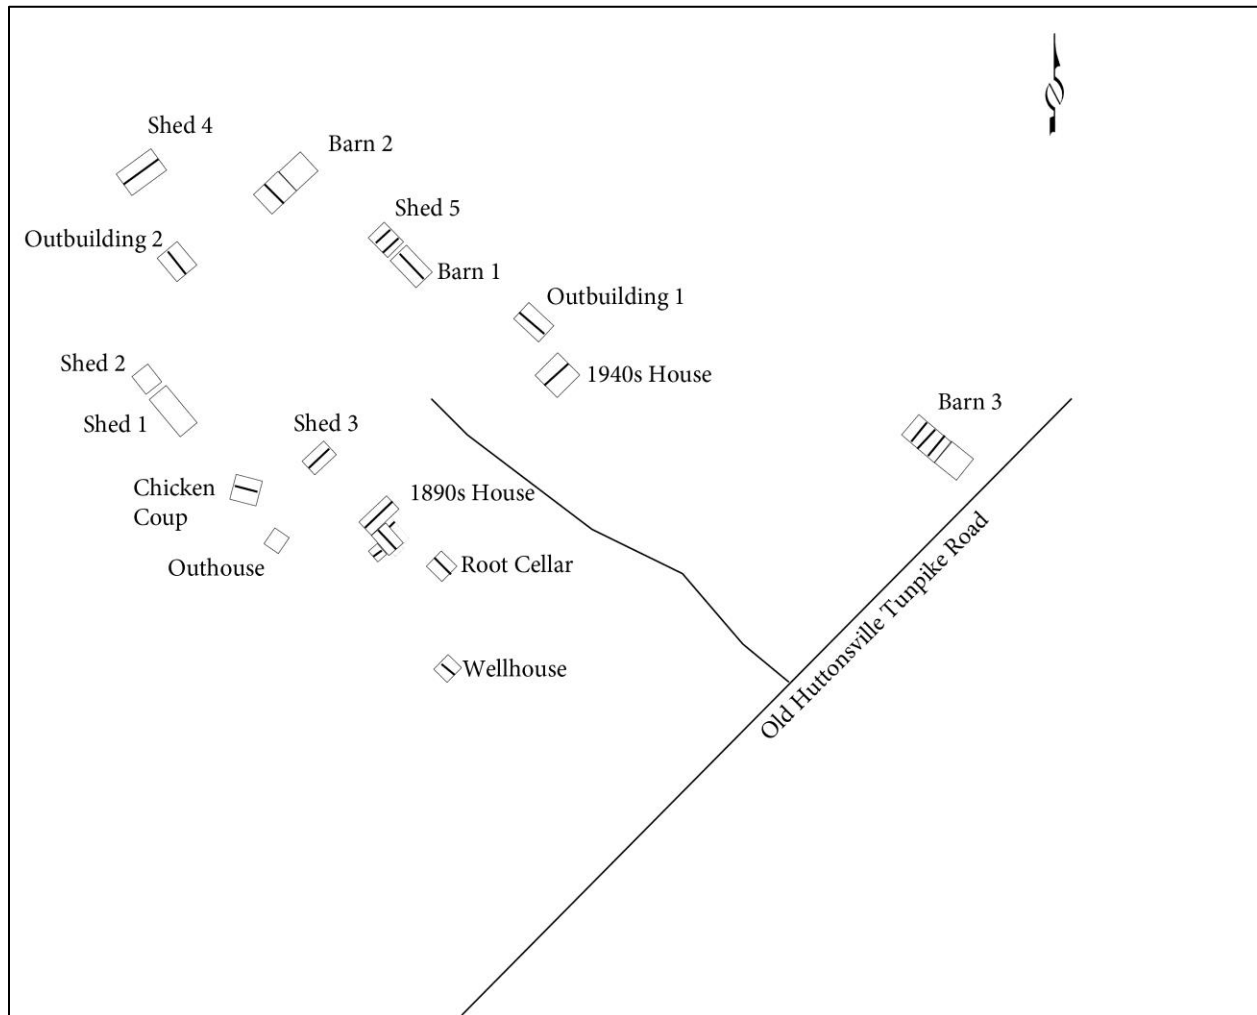 Shed 4
Barn 2
Shed 5
Outbuilding 2
Barn 1
Outbuilding 1
Shed 2
1940s House
Barn 3
Shed 1
Shed 3
Chicken
Coup
1890s House
Outhouse
Root Cellar
Wellhouse
Old Huttonsville Tunpike Road